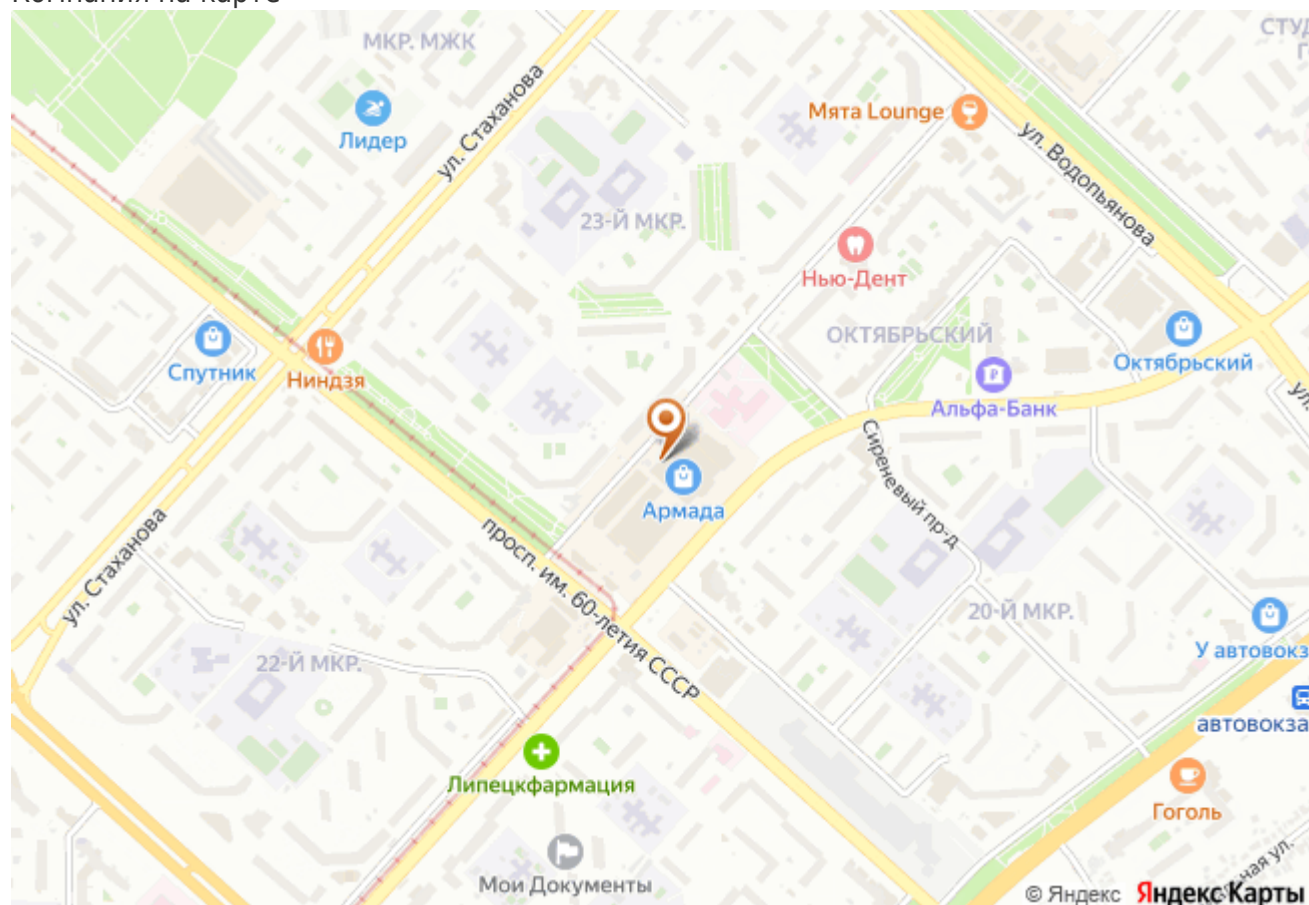 МКР. МЖК
Лидер
ул. Стаханова
Мята Lounge
ул. Водопьянова
23-Й МКР.
Нью-Дент
ОКТЯБРЬСКИЙ
Октябрьский
Альфа-Банк
Спутник
Ниндзя
Сиреневый пр-д
Армада
просп. им. 60-летия СССР
ул. Стаханова
20-Й МКР.
22-Й МКР.
У автовокз
автовокза
Липецкфармация
Гоголь
Мои Документы
© Яндекс Яндекс Карты